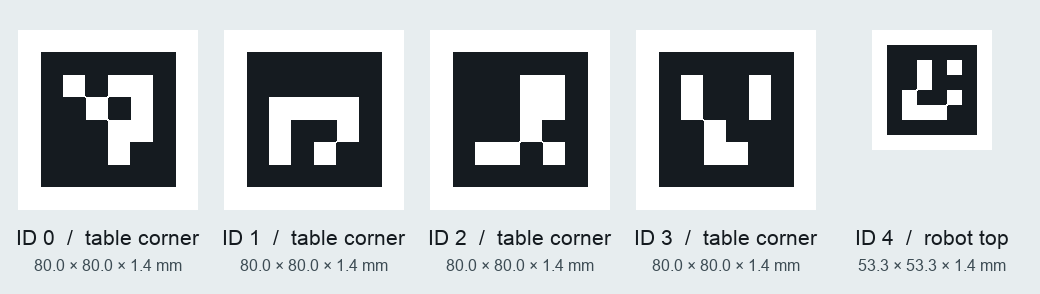 ID 0 / table corner
80.0 × 80.0 × 1.4 mm
ID 1 / table corner
80.0 × 80.0 × 1.4 mm
ID 2 / table corner
80.0 × 80.0 × 1.4 mm
ID 3 / table corner
80.0 × 80.0 × 1.4 mm
ID 4 / robot top
53.3 × 53.3 × 1.4 mm